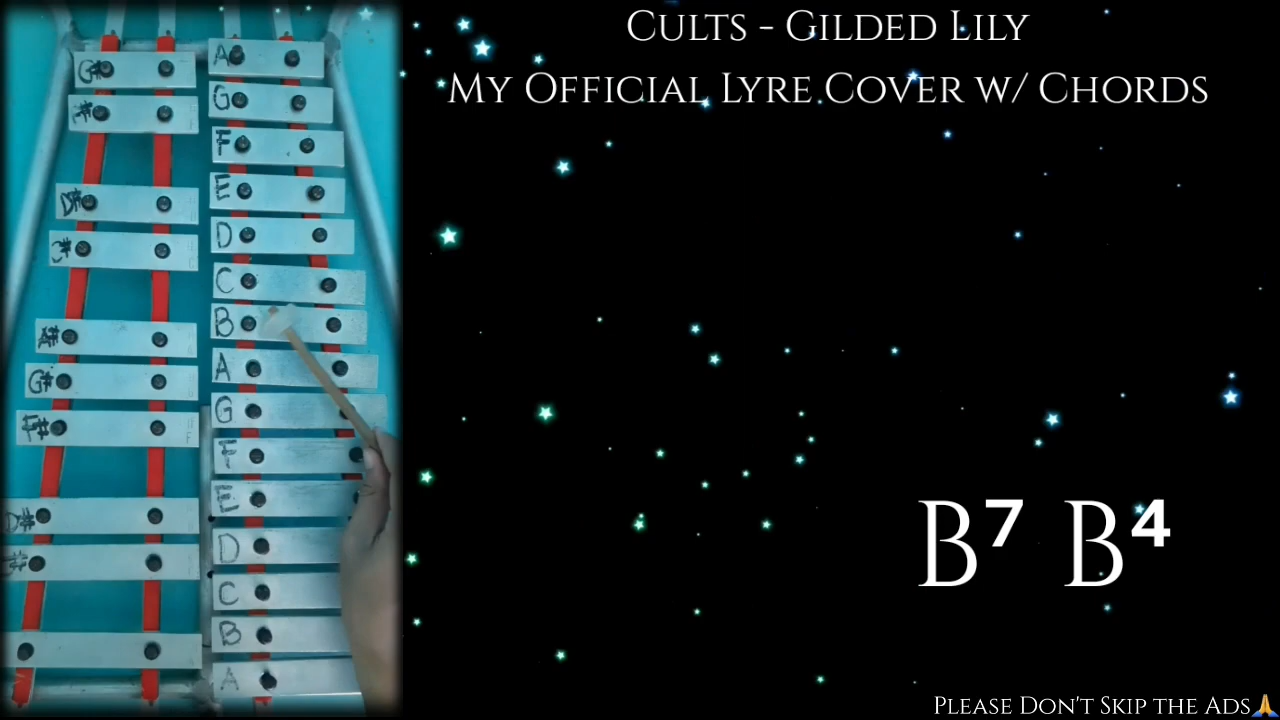 Cults - Gilded Lily
My Official Lyre Cover w/ Chords
G# A
# G
F
D# E
C# D
C
A# B
G# A
F# G
F
D# E
C# D
C
B
A
B⁷ B⁴
Please Don't Skip the Ads🙏